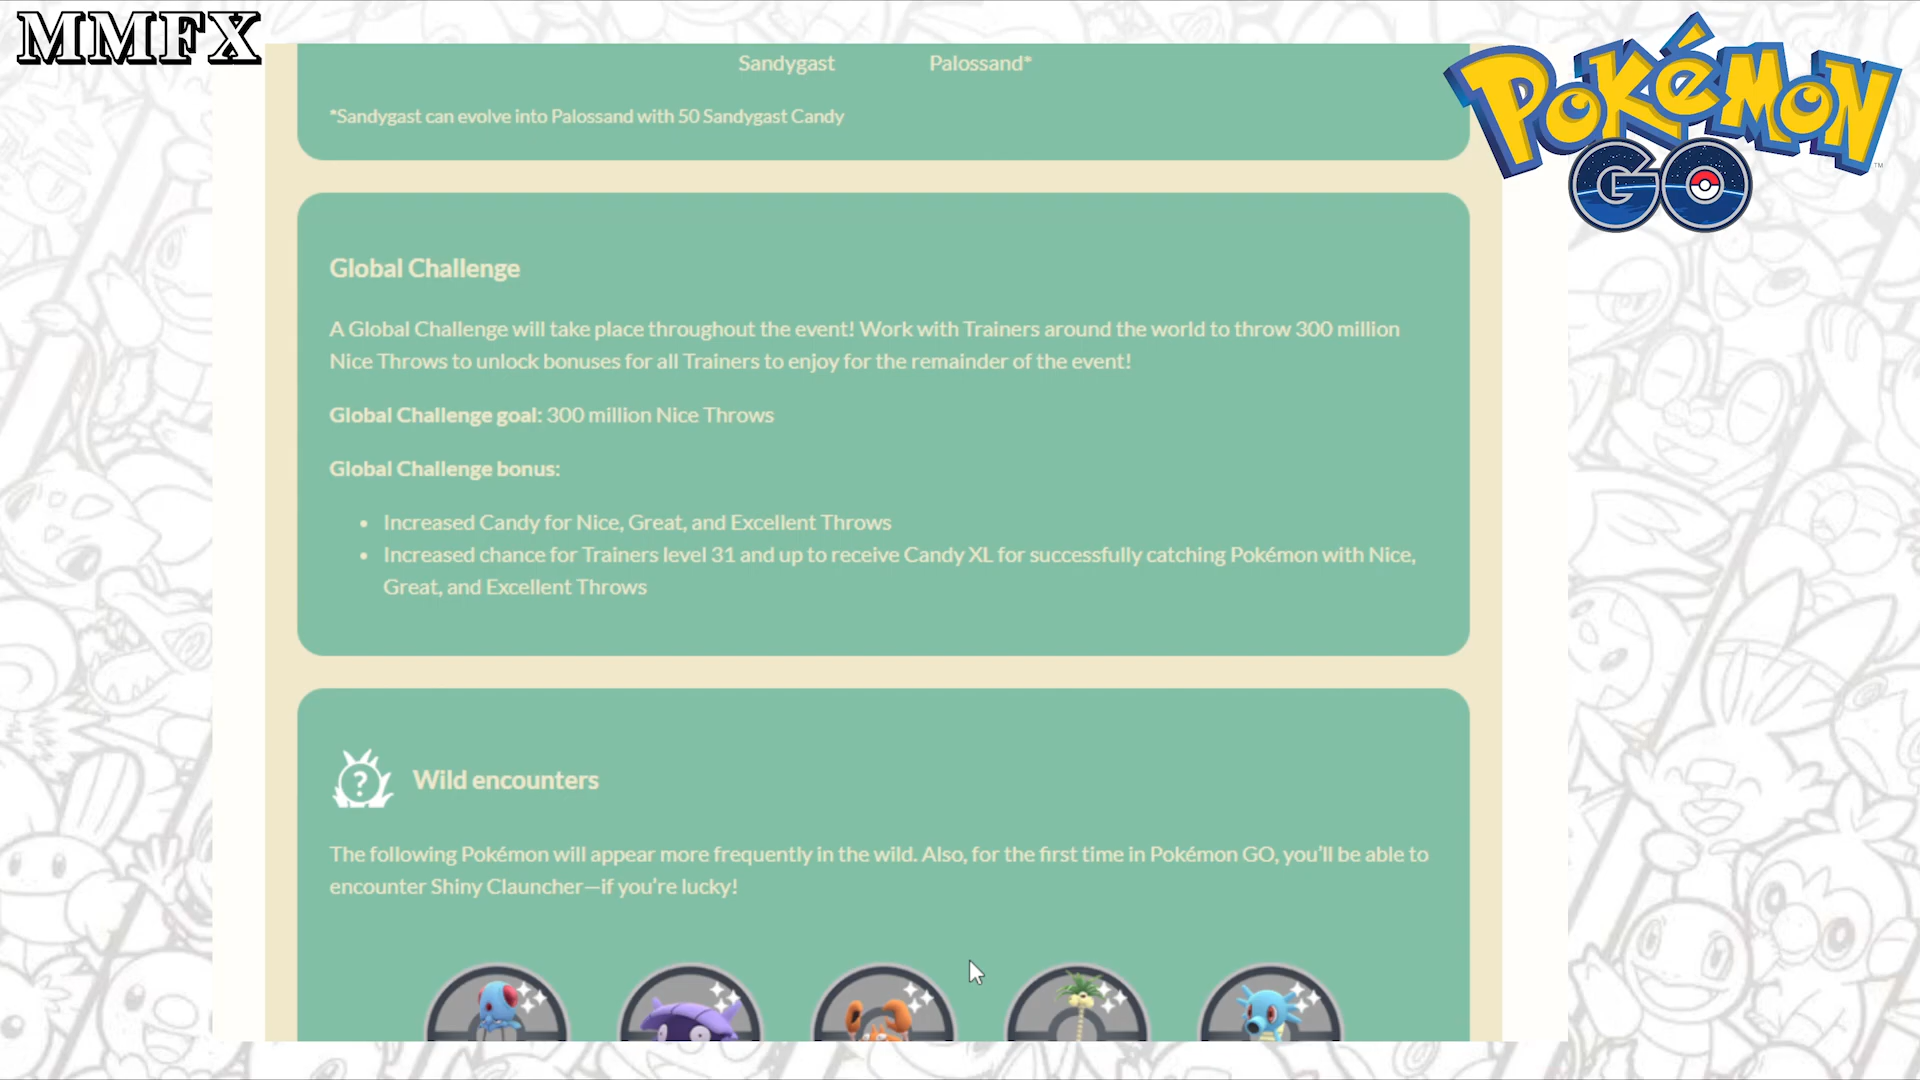 MMFX
POKéMON
GO
™
Sandygast Palossand*
*Sandygast can evolve into Palossand with 50 Sandygast Candy
Global Challenge
A Global Challenge will take place throughout the event! Work with Trainers around the world to throw 300 million
Nice Throws to unlock bonuses for all Trainers to enjoy for the remainder of the event!
Global Challenge goal: 300 million Nice Throws
Global Challenge bonus:
• Increased Candy for Nice, Great, and Excellent Throws
• Increased chance for Trainers level 31 and up to receive Candy XL for successfully catching Pokémon with Nice,
Great, and Excellent Throws
?
Wild encounters
The following Pokémon will appear more frequently in the wild. Also, for the first time in Pokémon GO, you'll be able to
encounter Shiny Clauncher—if you're lucky!